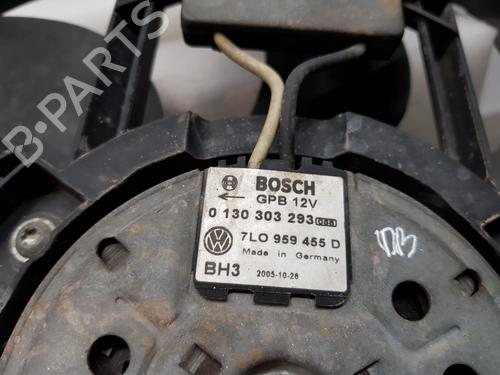 B-PARTS
BOSCH
GPB 12V
0 130 303 293
7L0 959 455 D
Made in Germany
BH3 2005-10-26